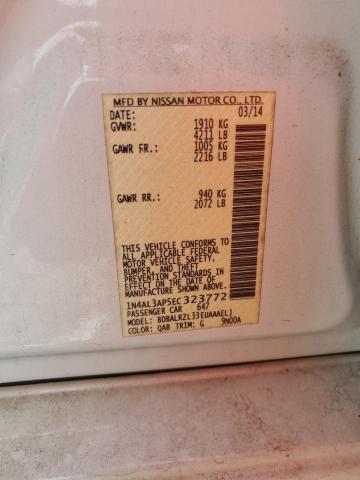 MFD BY NISSAN MOTOR CO., LTD.
DATE: 03/14
GVWR: 1910 KG
4211 LB
GAWR FR.: 1005 KG
2216 LB
GAWR RR.: 940 KG
2072 LB
THIS VEHICLE CONFORMS TO
ALL APPLICABLE FEDERAL
MOTOR VEHICLE SAFETY,
BUMPER, AND THEFT
PREVENTION STANDARDS IN
EFFECT ON THE DATE OF
MANUFACTURE SHOWN ABOVE.
1N4AL3AP5EC323772
PASSENGER CAR 647
MODEL: BDBALRZL33EUAAAELJ
COLOR: QAB TRIM: G 9N00A